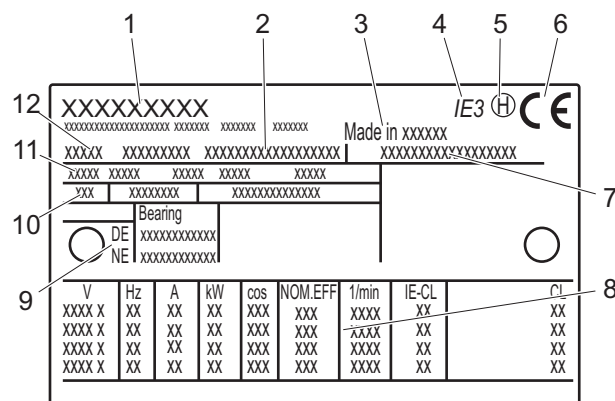 1 2 3 4 5 6
XXXXXXXXX IE3 H CE
XXXXXXXXXXXXXXXXXXXXXX XXXXXXX XXXXXXX XXXXXXX
Made in xxxxxx
12 XXXXX XXXXXXXXX XXXXXXXXXXXXXXXXXX XXXXXXXXXXXXXXXXXX
11 XXXXX XXXXX XXXXX XXXXX XXXXX 7
10 XXX XXXXXXXX XXXXXXXXXXXXXX
Bearing
DE XXXXXXXXXXXX
NE XXXXXXXXXXXX
9 8
V Hz A kW cos NOM.EFF 1/min IE-CL CL
XXXX X XX XX XX XXX XXX XXXX XX XX
XXXX X XX XX XX XXX XXX XXXX XX XX
XXXX X XX XX XX XXX XXX XXXX XX XX
XXXX X XX XX XX XXX XXX XXXX XX XX